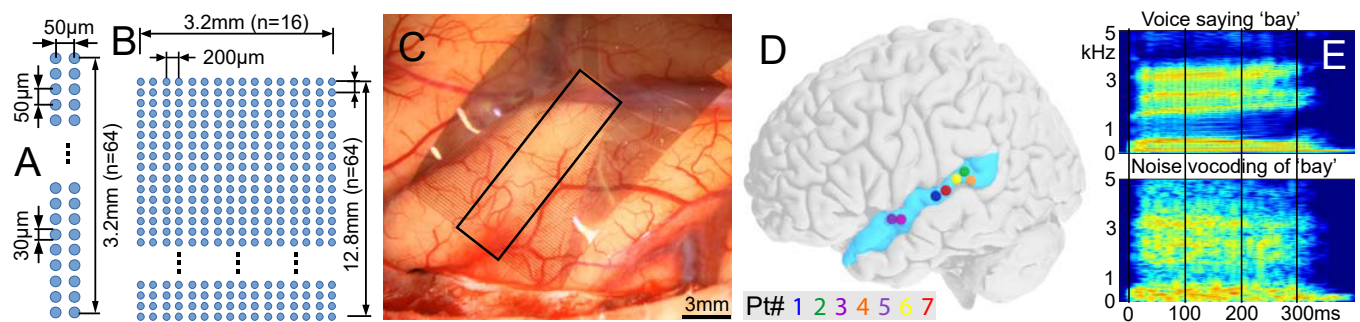 A
50µm
50µm
30µm
3.2mm (n=64)
B
3.2mm (n=16)
200µm
12.8mm (n=64)
C
3mm
D
Pt# 1 2 3 4 5 6 7
E
Voice saying ‘bay’
5
kHz
3
1
0
Noise vocoding of ‘bay’
5
3
1
0
0 100 200 300ms